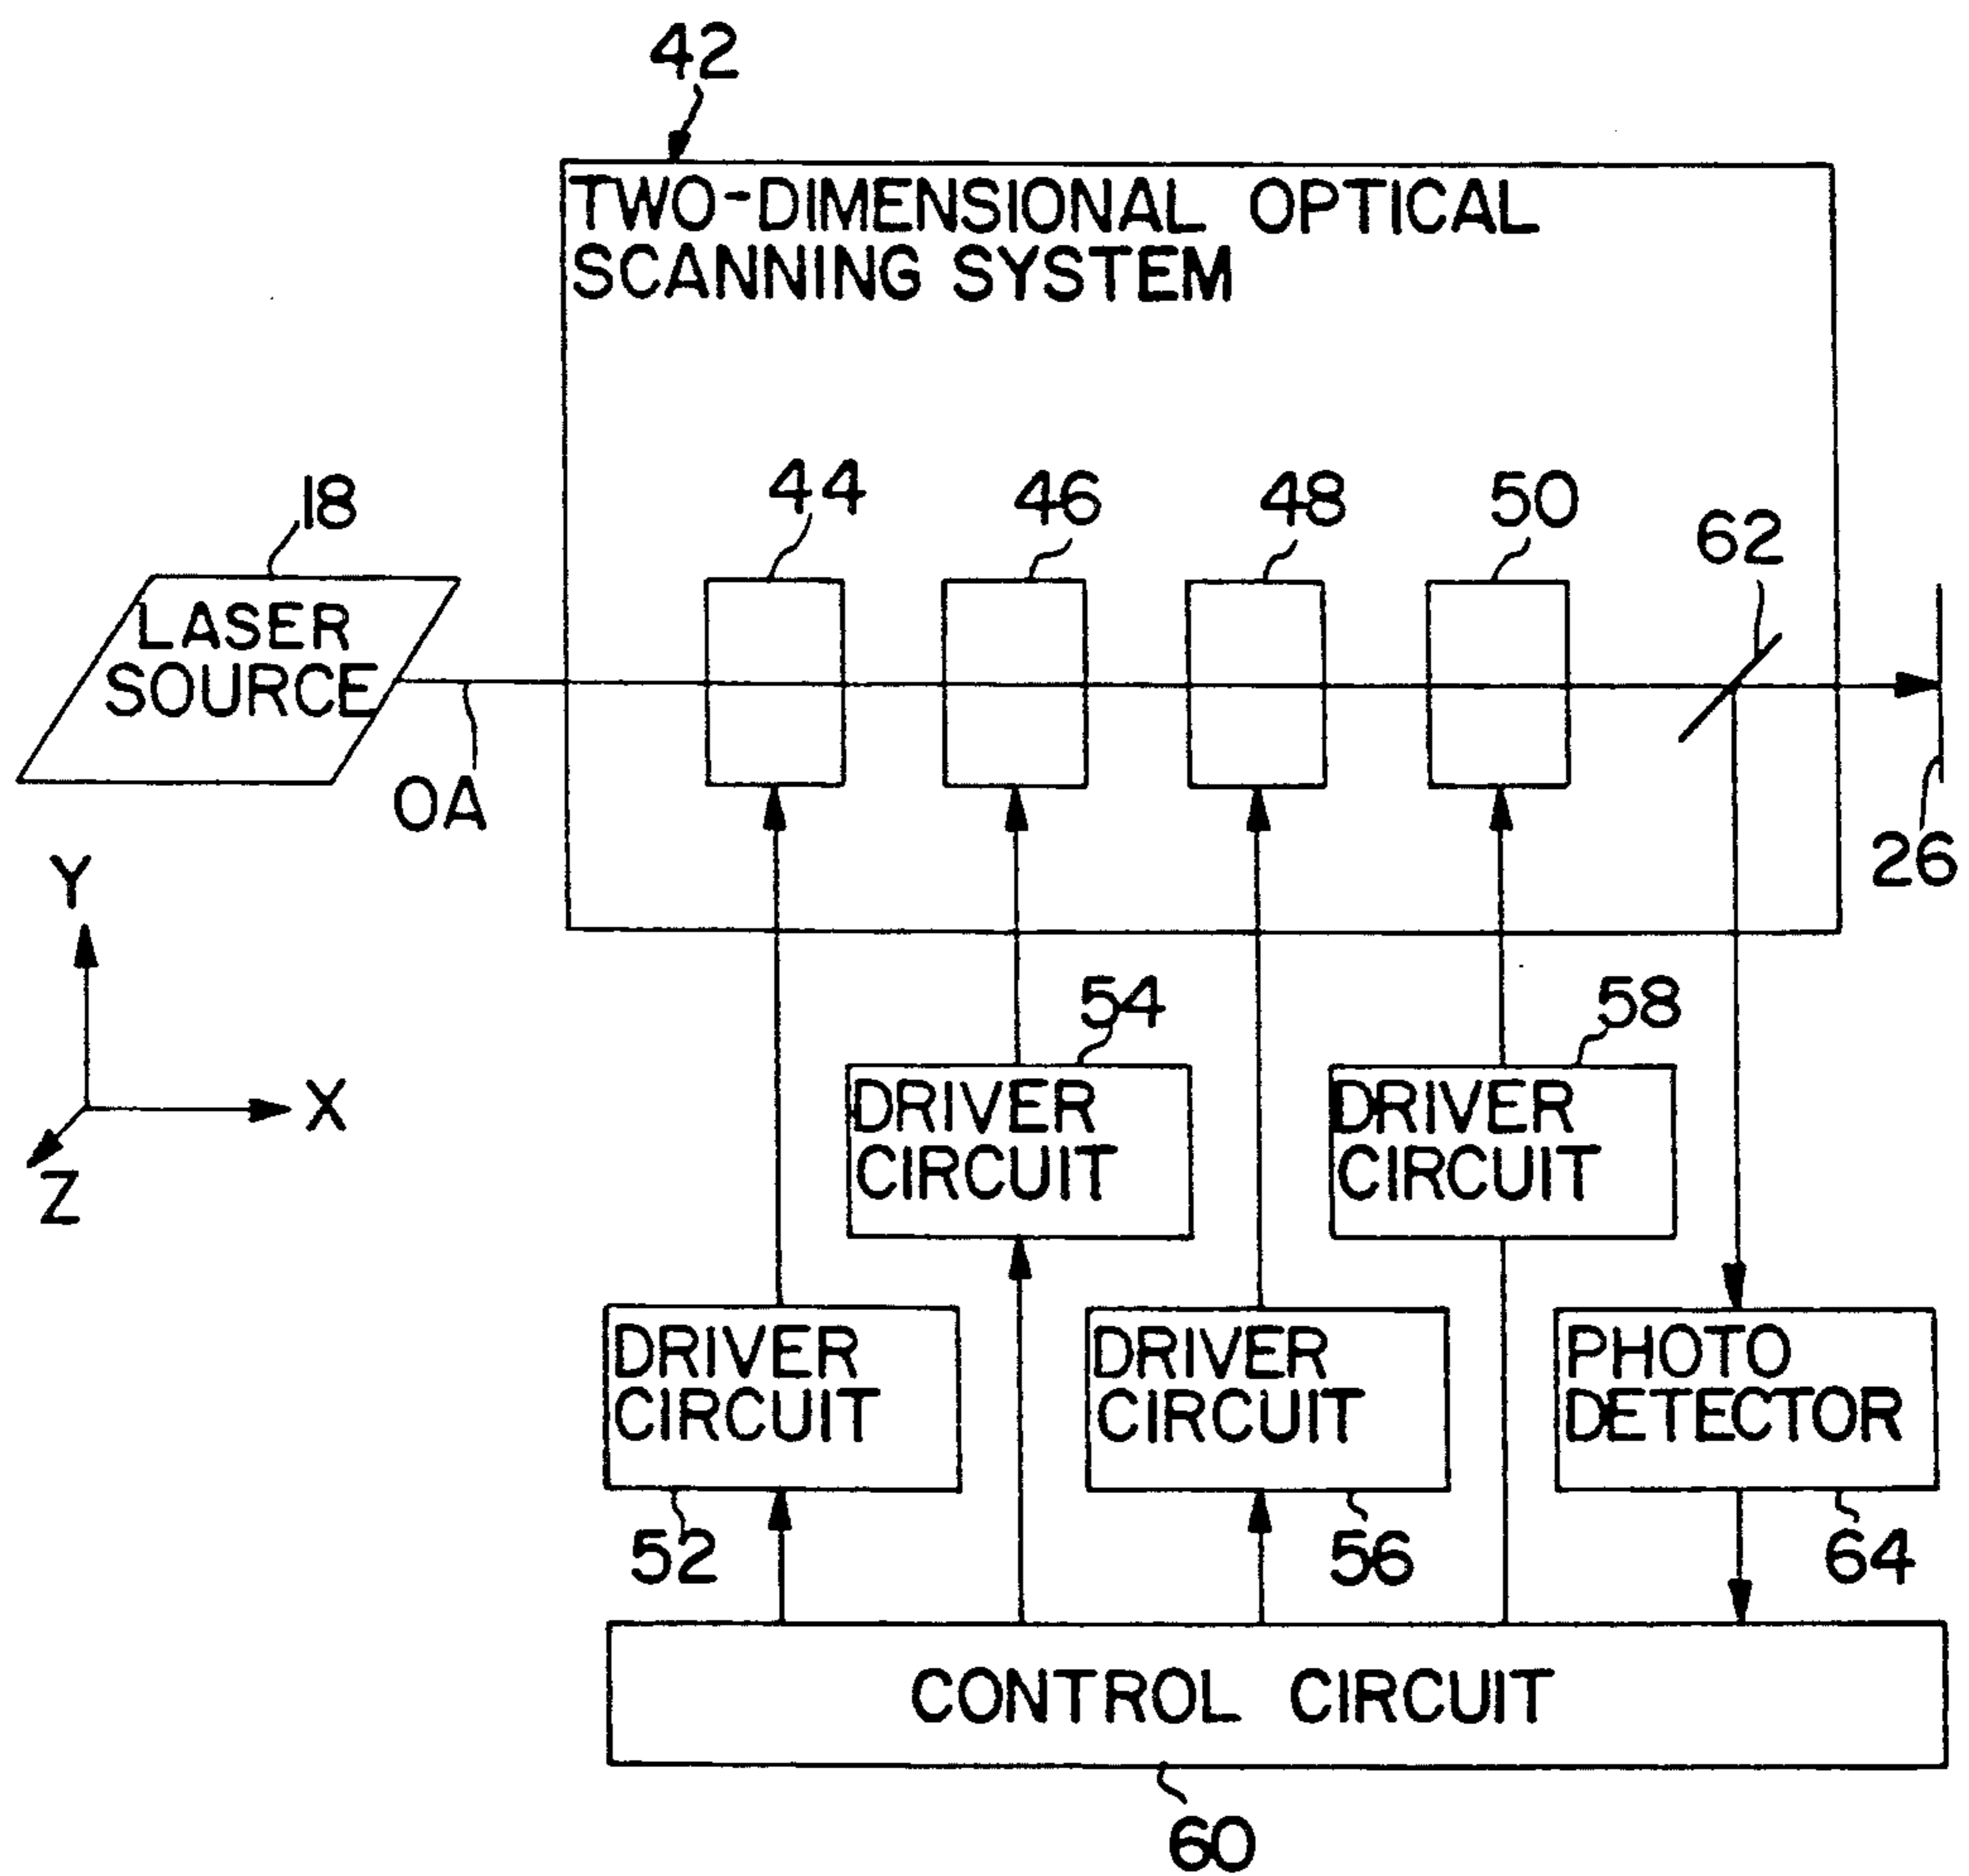 42
TWO-DIMENSIONAL OPTICAL
SCANNING SYSTEM
18
44
46
48
50
62
LASER
SOURCE
OA
26
Y
X
Z
54
58
DRIVER
CIRCUIT
DRIVER
CIRCUIT
DRIVER
CIRCUIT
DRIVER
CIRCUIT
PHOTO
DETECTOR
52
56
64
CONTROL CIRCUIT
60